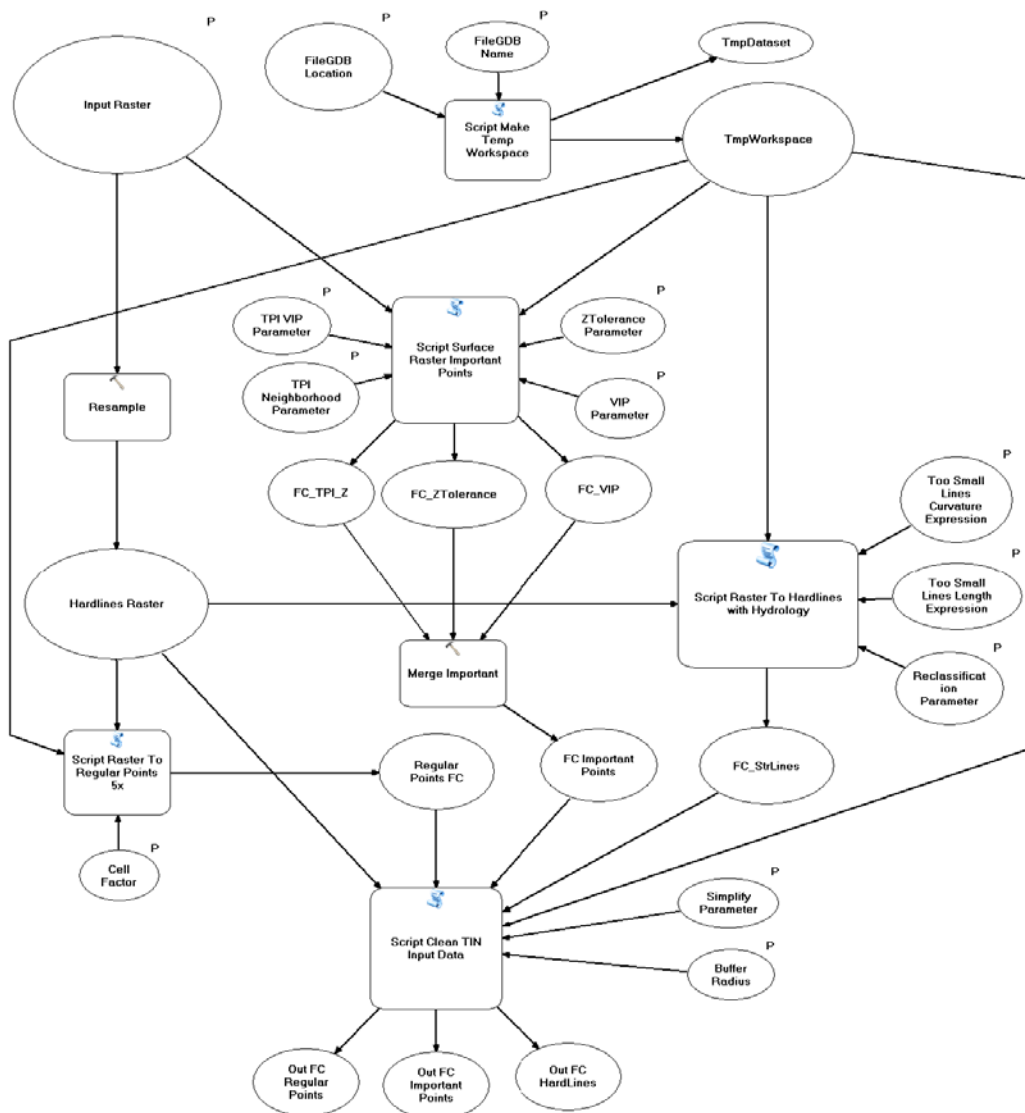 P
P
P
FileGDB
Name
TmpDataset
FileGDB
Location
Input Raster
Script Make
Temp
Workspace
TmpWorkspace
P
P
TPI VIP
Parameter
ZTolerance
Parameter
Script Surface
Raster Important
Points
P
P
TPI
Neighborhood
Parameter
VIP
Parameter
Resample
P
FC_TPI_Z
FC_ZTolerance
FC_VIP
Too Small
Lines
Curvature
Expression
P
Hardlines Raster
Script Raster To Hardlines
with Hydrology
Too Small
Lines Length
Expression
P
Merge Important
Reclassificat
ion
Parameter
Script Raster To
Regular Points
5x
Regular
Points FC
FC Important
Points
FC_StrLines
P
Cell
Factor
P
Simplify
Parameter
Script Clean TIN
Input Data
P
Buffer
Radius
Out FC
Regular
Points
Out FC
Important
Points
Out FC
HardLines